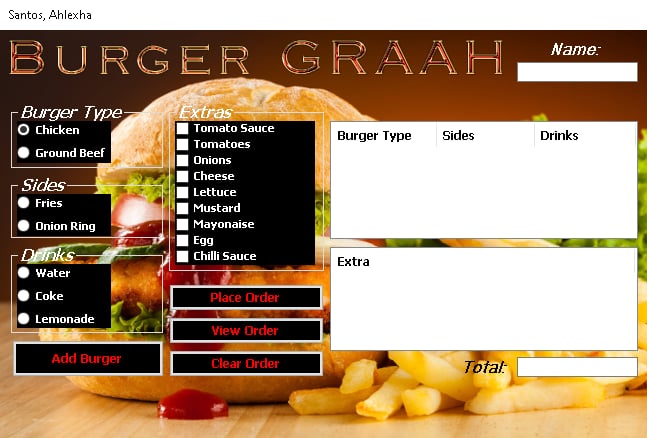 Santos, Ahlexha
BURGER GRAAH
Name:
Burger Type
Chicken
Ground Beef
Sides
Fries
Onion Ring
Drinks
Water
Coke
Lemonade
Add Burger
Extras
Tomato Sauce
Tomatoes
Onions
Cheese
Lettuce
Mustard
Mayonaise
Egg
Chilli Sauce
Place Order
View Order
Clear Order
Burger Type Sides Drinks
Extra
Total: